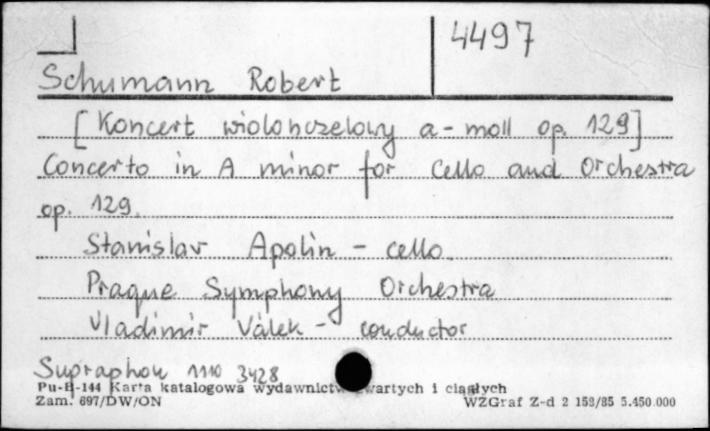 4497
Schumann Robert
[Koncert wiolonczelowy a-moll op. 129]
Concerto in A minor for Cello and Orchestra
op. 129.
Stanislav Apolin - cello.
Prague Symphony Orchestra
Vladimir Válek - conductor
Supraphon 1110 3428
Pu-B-144 Karta katalogowa wydawnictw zwartych i ciągłych
Zam. 697/DW/ON WZGraf Z-d 2 153/85 5.450.000